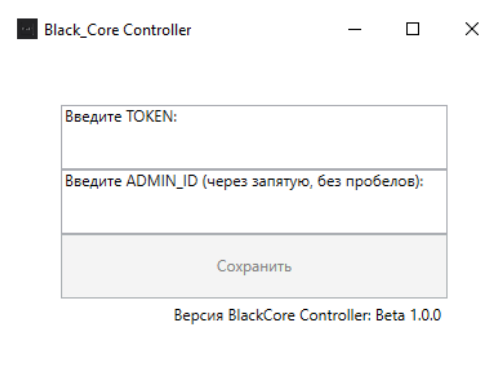 Black_Core Controller
Введите TOKEN:
Введите ADMIN_ID (через запятую, без пробелов):
Сохранить
Версия BlackCore Controller: Beta 1.0.0